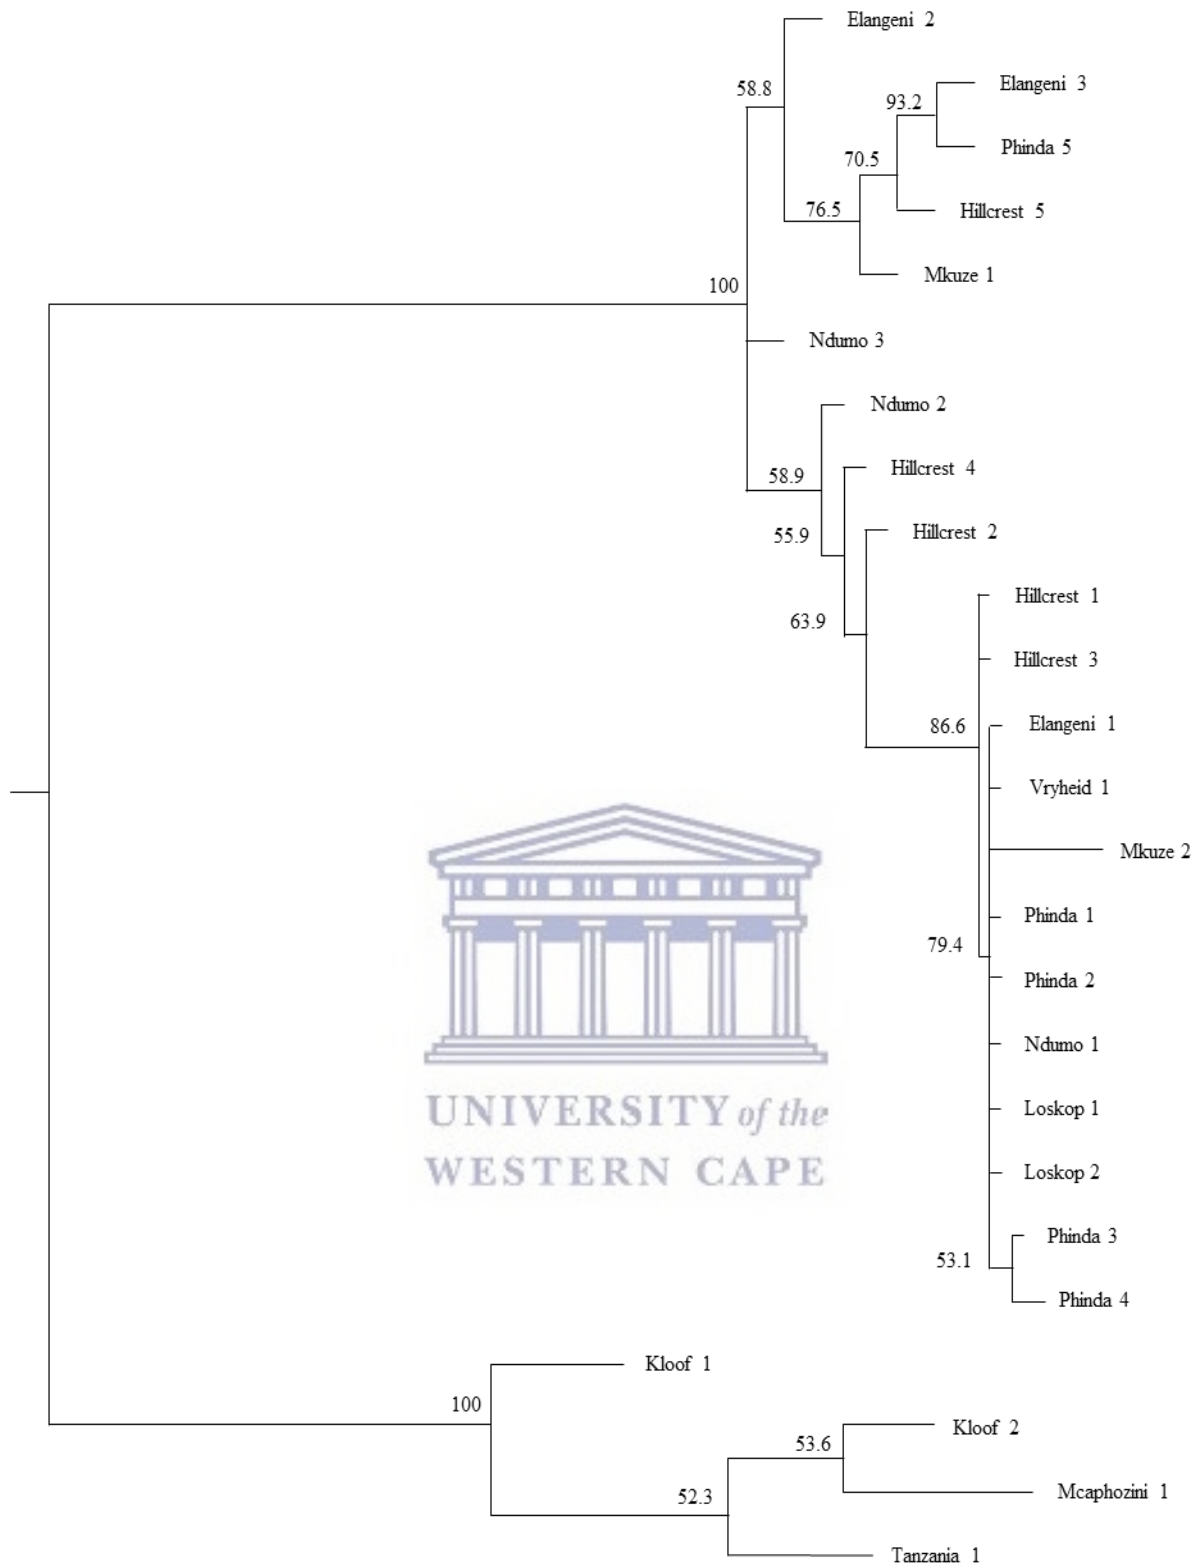 Elangeni 2
58.8
Elangeni 3
93.2
Phinda 5
70.5
Hillcrest 5
76.5
Mkuze 1
100
Ndumo 3
Ndumo 2
Hillcrest 4
58.9
Hillcrest 2
55.9
Hillcrest 1
63.9
Hillcrest 3
Elangeni 1
86.6
Vryheid 1
Mkuze 2
Phinda 1
79.4
Phinda 2
Ndumo 1
Loskop 1
UNIVERSITY of the
WESTERN CAPE
Loskop 2
Phinda 3
53.1
Phinda 4
Kloof 1
100
Kloof 2
53.6
Mcaphozini 1
52.3
Tanzania 1